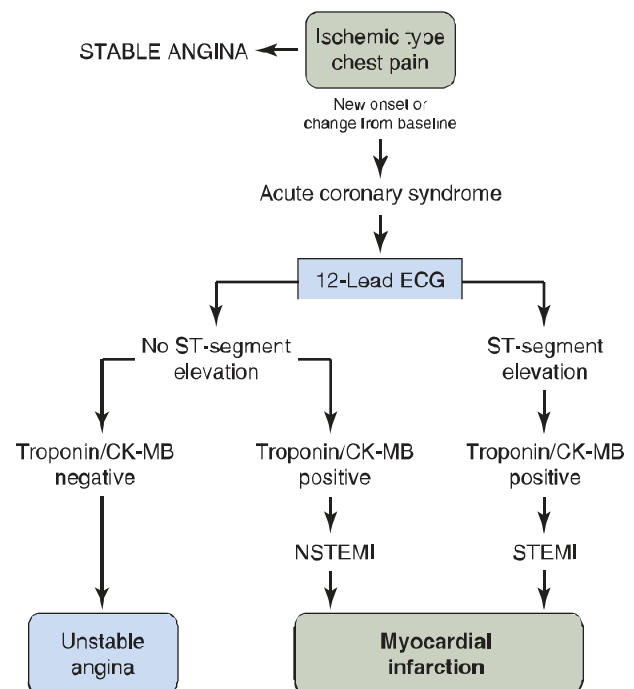 STABLE ANGINA
Ischemic type
chest pain
New onset or
change from baseline
Acute coronary syndrome
12-Lead ECG
No ST-segment
elevation
ST-segment
elevation
Troponin/CK-MB
negative
Troponin/CK-MB
positive
Troponin/CK-MB
positive
NSTEMI
STEMI
Unstable
angina
Myocardial
infarction